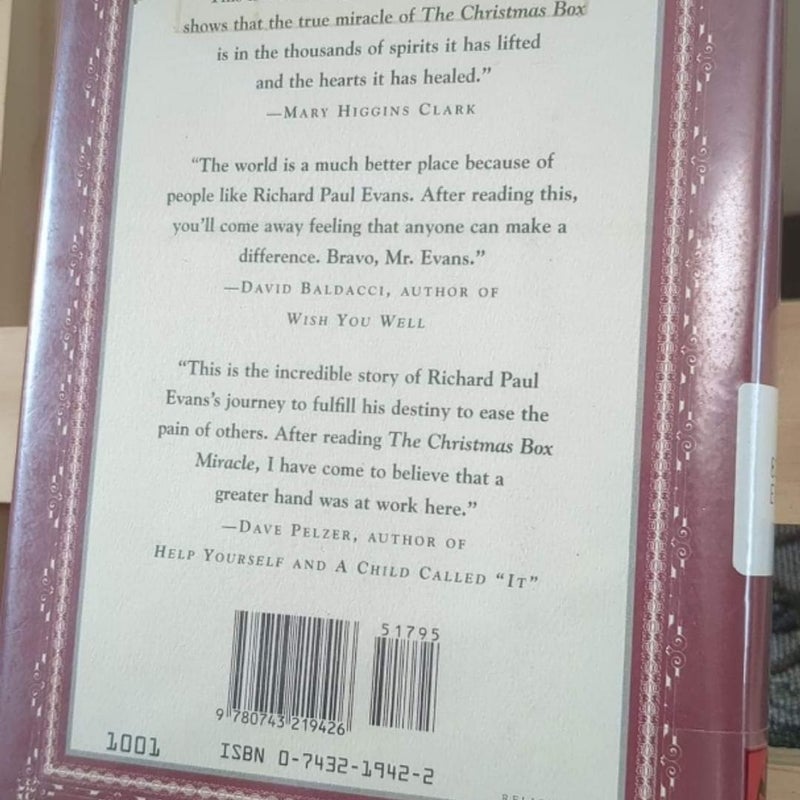 shows that the true miracle of The Christmas Box
is in the thousands of spirits it has lifted
and the hearts it has healed.”
—MARY HIGGINS CLARK
“The world is a much better place because of
people like Richard Paul Evans. After reading this,
you’ll come away feeling that anyone can make a
difference. Bravo, Mr. Evans.”
—DAVID BALDACCI, AUTHOR OF
WISH YOU WELL
“This is the incredible story of Richard Paul
Evans’s journey to fulfill his destiny to ease the
pain of others. After reading The Christmas Box
Miracle, I have come to believe that a
greater hand was at work here.”
—DAVE PELZER, AUTHOR OF
HELP YOURSELF AND A CHILD CALLED “IT”
51795
9 780743 219426
1001
ISBN 0-7432-1942-2